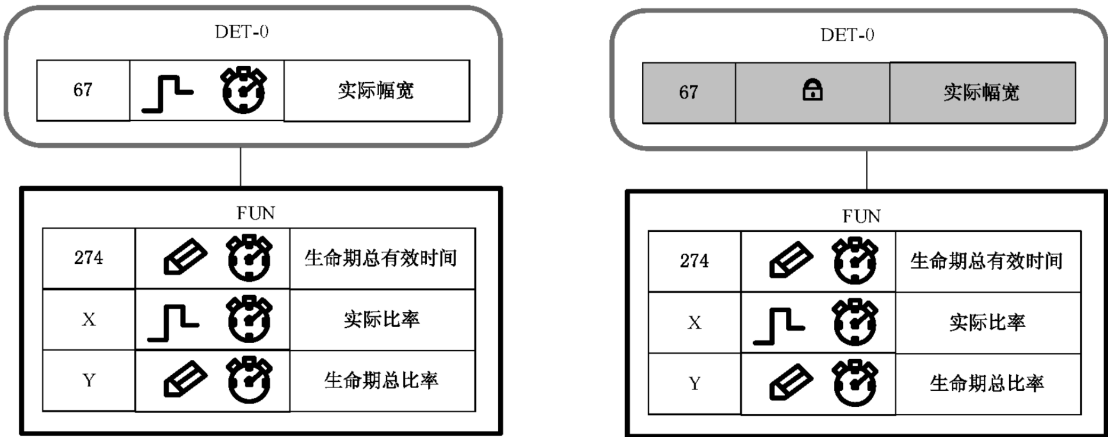 DET-0
67 实际幅宽
FUN
274 生命期总有效时间
X 实际比率
Y 生命期总比率
DET-0
67 实际幅宽
FUN
274 生命期总有效时间
X 实际比率
Y 生命期总比率